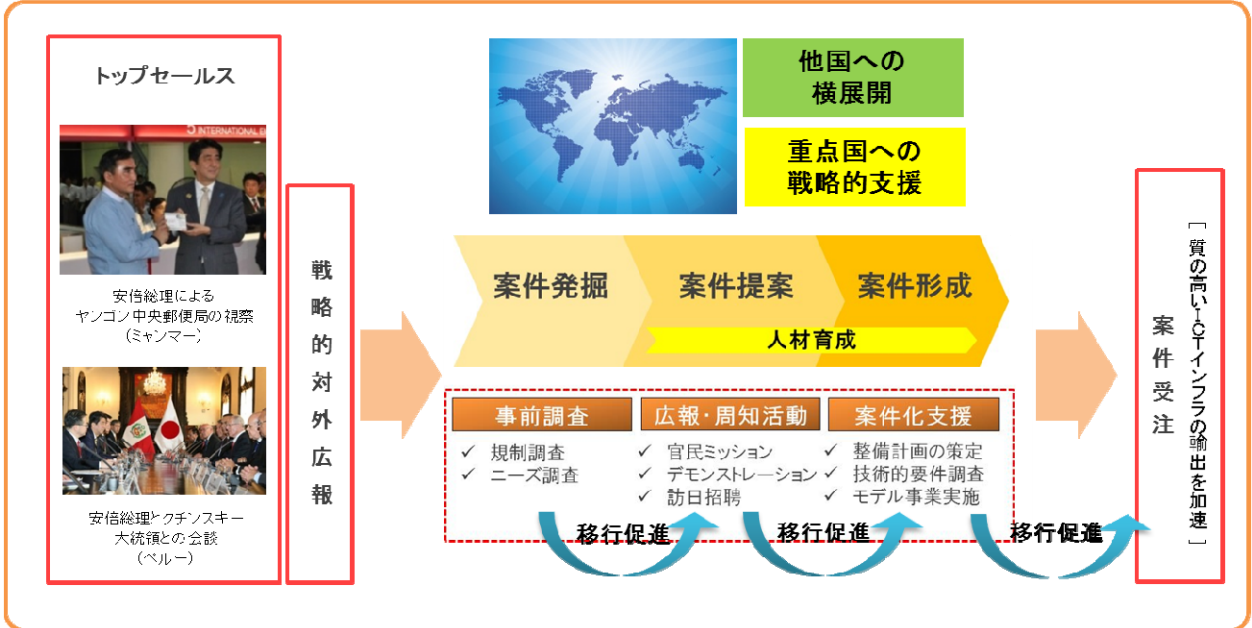 トップセールス
5 INTERNATIONAL
安倍総理による
ヤンゴン中央郵便局の視察
(ミャンマー)
安倍総理とクチンスキー
大統領との会談
(ペルー)
戦略的対外広報
他国への
横展開
重点国への
戦略的支援
案件発掘
案件提案
案件形成
人材育成
事前調査
✓ 規制調査
✓ ニーズ調査
広報・周知活動
✓ 官民ミッション
✓ デモンストレーション
✓ 訪日招聘
案件化支援
✓ 整備計画の策定
✓ 技術的要件調査
✓ モデル事業実施
移行促進
移行促進
移行促進
案件受注
[質の高いICTインフラの輸出を加速]